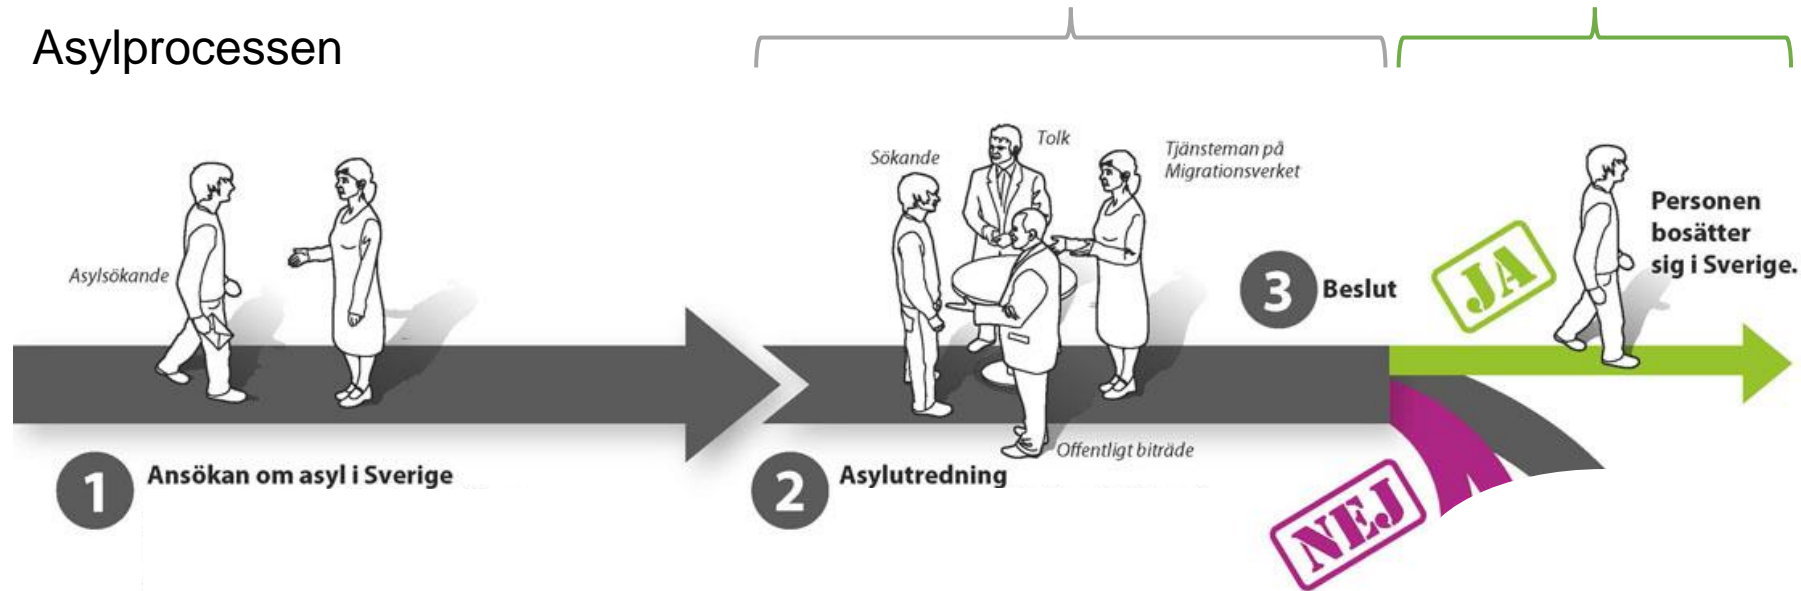 Asylprocessen
Asylsökande
Sökande
Tolk
Tjänsteman på
Migrationsverket
Offentligt biträde
1 Ansökan om asyl i Sverige
2 Asylutredning
3 Beslut
JA
NEJ
Personen
bosätter
sig i Sverige.